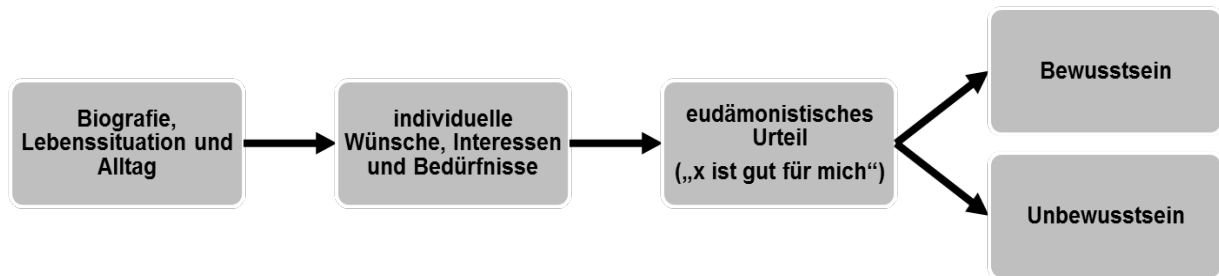 Biografie,
Lebenssituation und
Alltag
individuelle
Wünsche, Interessen
und Bedürfnisse
eudämonistisches
Urteil
(„x ist gut für mich“)
Bewusstsein
Unbewusstsein